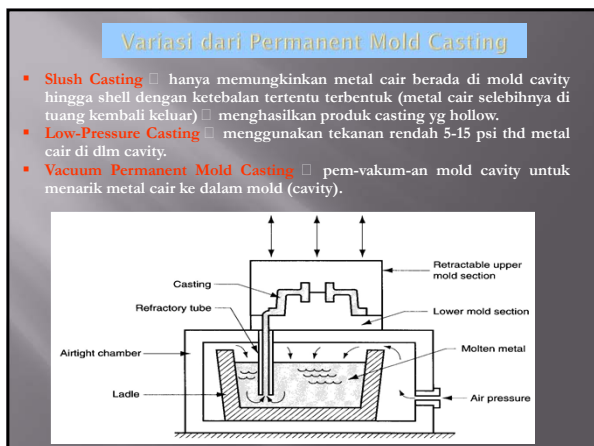 Variasi dari Permanent Mold Casting
▪ Slush Casting □ hanya memungkinkan metal cair berada di mold cavity
hingga shell dengan ketebalan tertentu terbentuk (metal cair selebihnya di
tuang kembali keluar) □ menghasilkan produk casting yg hollow.
▪ Low-Pressure Casting □ menggunakan tekanan rendah 5-15 psi thd metal
cair di dlm cavity.
▪ Vacuum Permanent Mold Casting □ pem-vakum-an mold cavity untuk
menarik metal cair ke dalam mold (cavity).
Retractable upper
mold section
Casting
Refractory tube
Lower mold section
Airtight chamber
Molten metal
Ladle
Air pressure